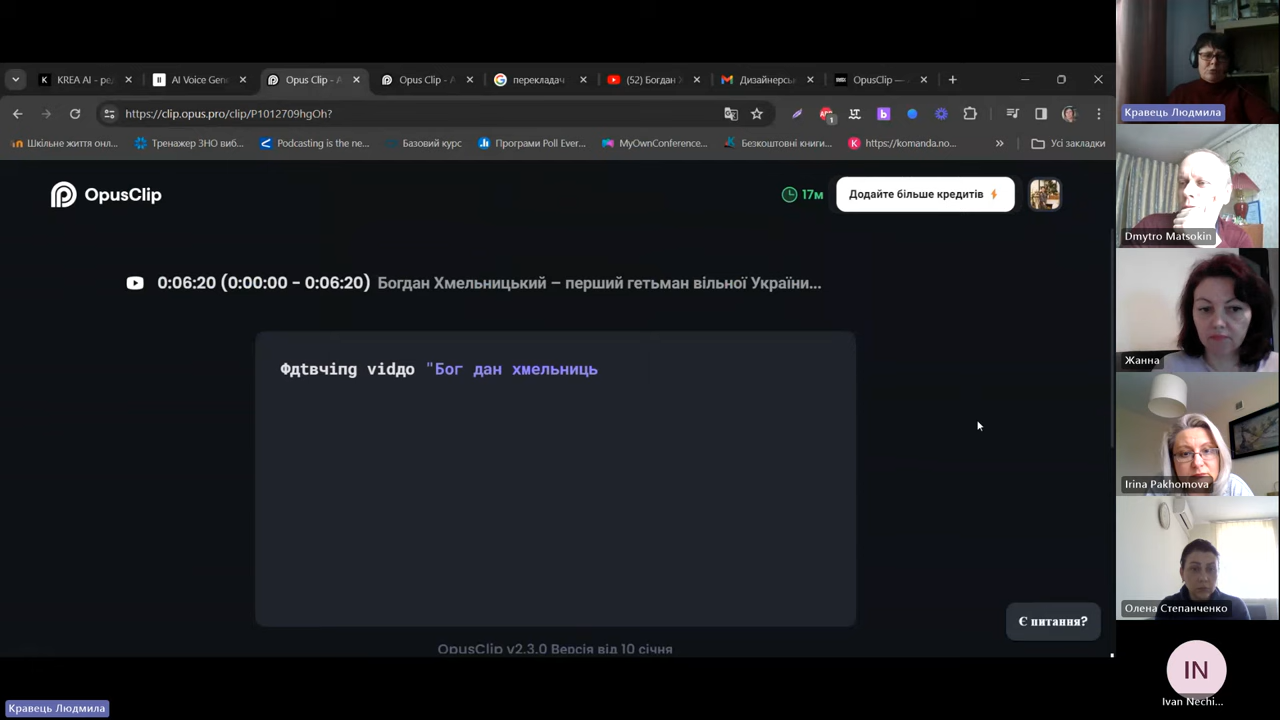 KREA AI - ре
AI Voice Gen
Opus Clip - A
Opus Clip - A
перекладач
(52) Богдан Х
Дизайнерсь
OpusClip —
https://clip.opus.pro/clip/P1012709hgOh?
Шкільне життя онл...
Тренажер ЗНО виб...
Podcasting is the ne...
Базовий курс
Програми Poll Ever...
MyOwnConference...
Безкоштовні книги...
https://komanda.no...
»
Усі закладки
OpusClip
17м
Додайте більше кредитів
0:06:20 (0:00:00 – 0:06:20) Богдан Хмельницький – перший гетьман вільної України...
Фдtвчіng vіdдо "Бог дан хмельниць
Є питання?
OpusClip v2.3.0 Версія від 10 січня
Кравець Людмила
Dmytro Matsokin
Жанна
Irina Pakhomova
Олена Степанченко
IN
Ivan Nechi...
Кравець Людмила